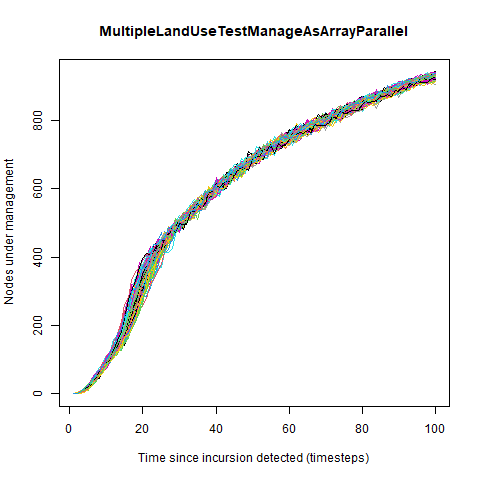 MultipleLandUseTestManageAsArrayParallel
Nodes under management
800
600
400
200
0
0 20 40 60 80 100
Time since incursion detected (timesteps)